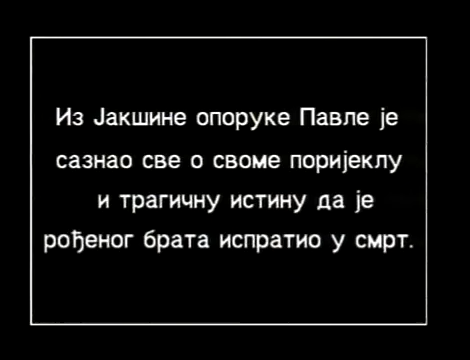 Из Јакшине опоруке Павле је
сазнао све о своме поријеклу
и трагичну истину да је
рођеног брата испратио у смрт.